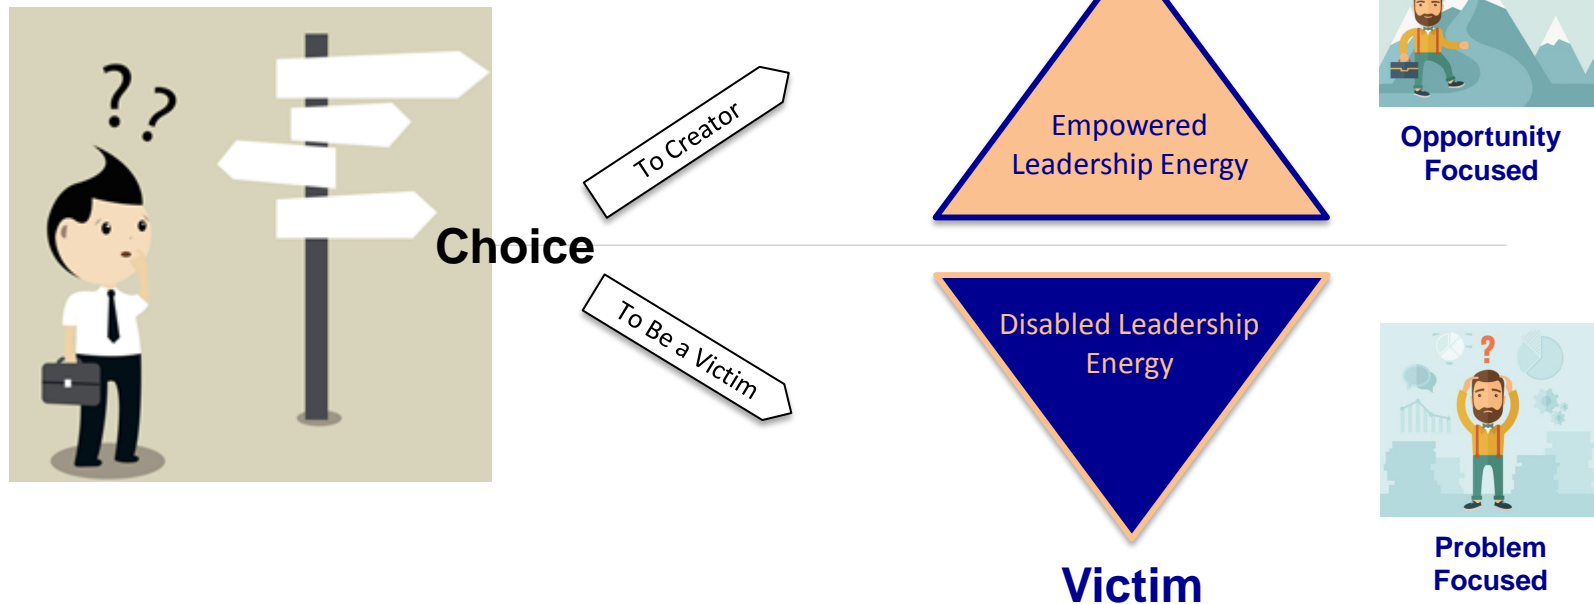 ? ?
To Creator
Empowered
Leadership Energy
Opportunity
Focused
Choice
To Be a Victim
Disabled Leadership
Energy
?
Victim
Problem
Focused